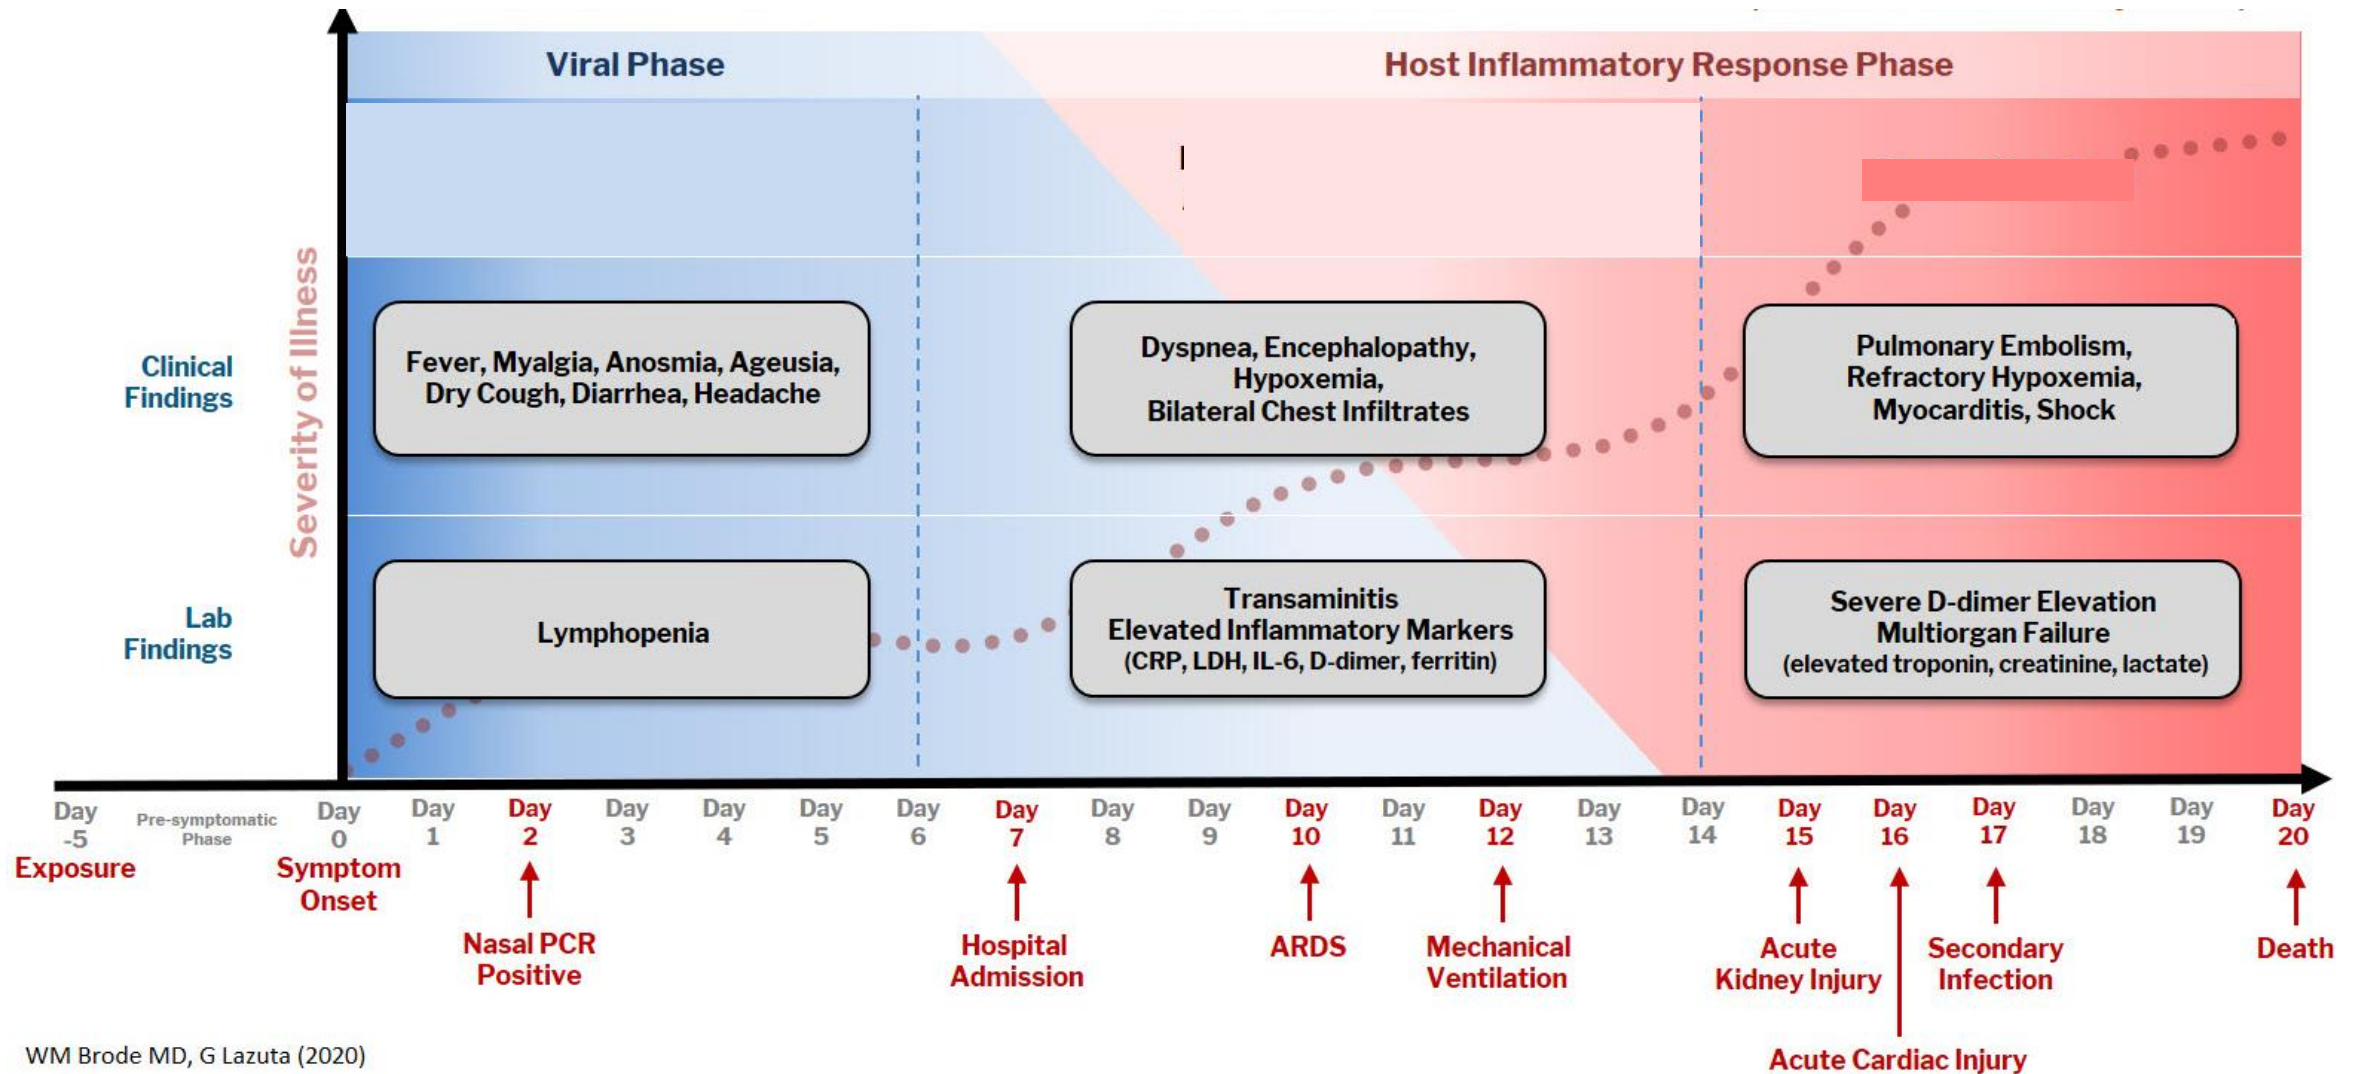 Viral Phase
Host Inflammatory Response Phase
Severity of Illness
Clinical
Findings
Fever, Myalgia, Anosmia, Ageusia,
Dry Cough, Diarrhea, Headache
Dyspnea, Encephalopathy,
Hypoxemia,
Bilateral Chest Infiltrates
Pulmonary Embolism,
Refractory Hypoxemia,
Myocarditis, Shock
Lab
Findings
Lymphopenia
Transaminitis
Elevated Inflammatory Markers
(CRP, LDH, IL-6, D-dimer, ferritin)
Severe D-dimer Elevation
Multiorgan Failure
(elevated troponin, creatinine, lactate)
Day
-5
Pre-symptomatic
Phase
Day
0
Day
1
Day
2
Day
3
Day
4
Day
5
Day
6
Day
7
Day
8
Day
9
Day
10
Day
11
Day
12
Day
13
Day
14
Day
15
Day
16
Day
17
Day
18
Day
19
Day
20
Exposure
Symptom
Onset
Nasal PCR
Positive
Hospital
Admission
ARDS
Mechanical
Ventilation
Acute
Kidney Injury
Secondary
Infection
Death
Acute Cardiac Injury
WM Brode MD, G Lazuta (2020)